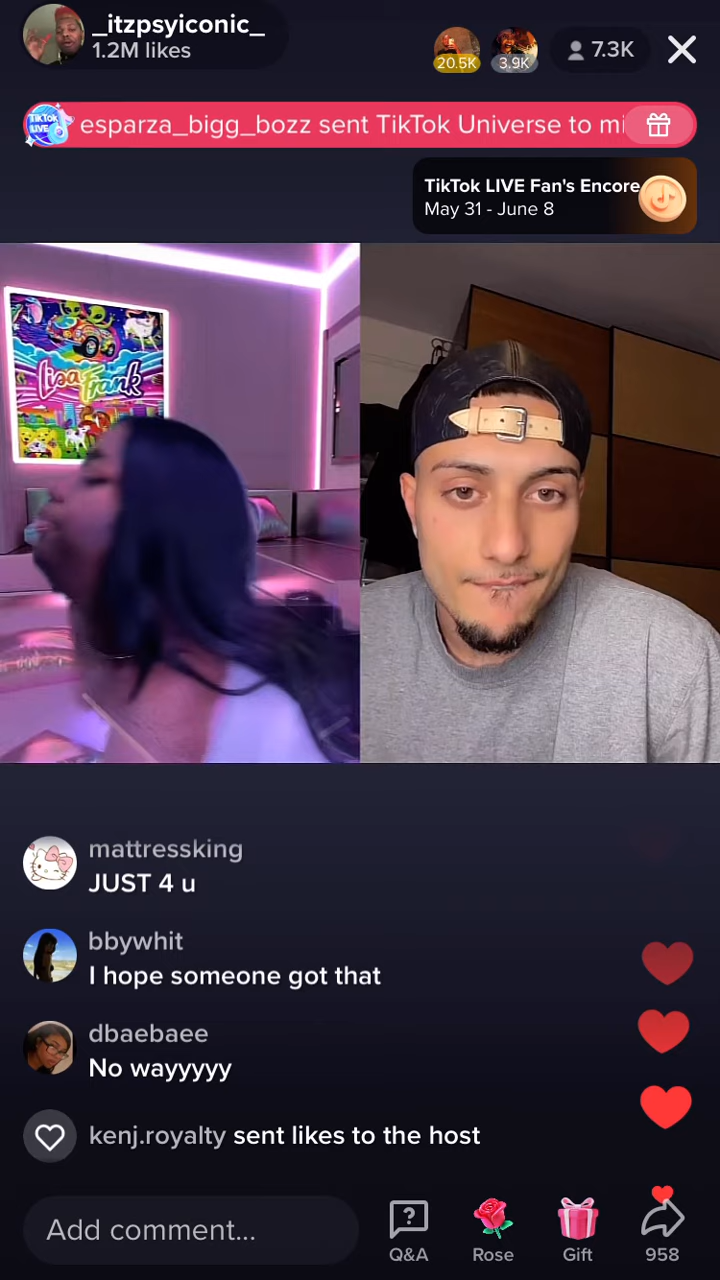 _itzpsyiconic_
1.2M likes
20.5K
3.9K
7.3K
TikTok
LIVE
esparza_bigg_bozz sent TikTok Universe to mi
TikTok LIVE Fan's Encore
May 31 - June 8
Lisa Frank
mattressking
JUST 4 u
bbywhit
I hope someone got that
dbaebaee
No wayyyyy
kenj.royalty sent likes to the host
Add comment...
Q&A
Rose
Gift
958